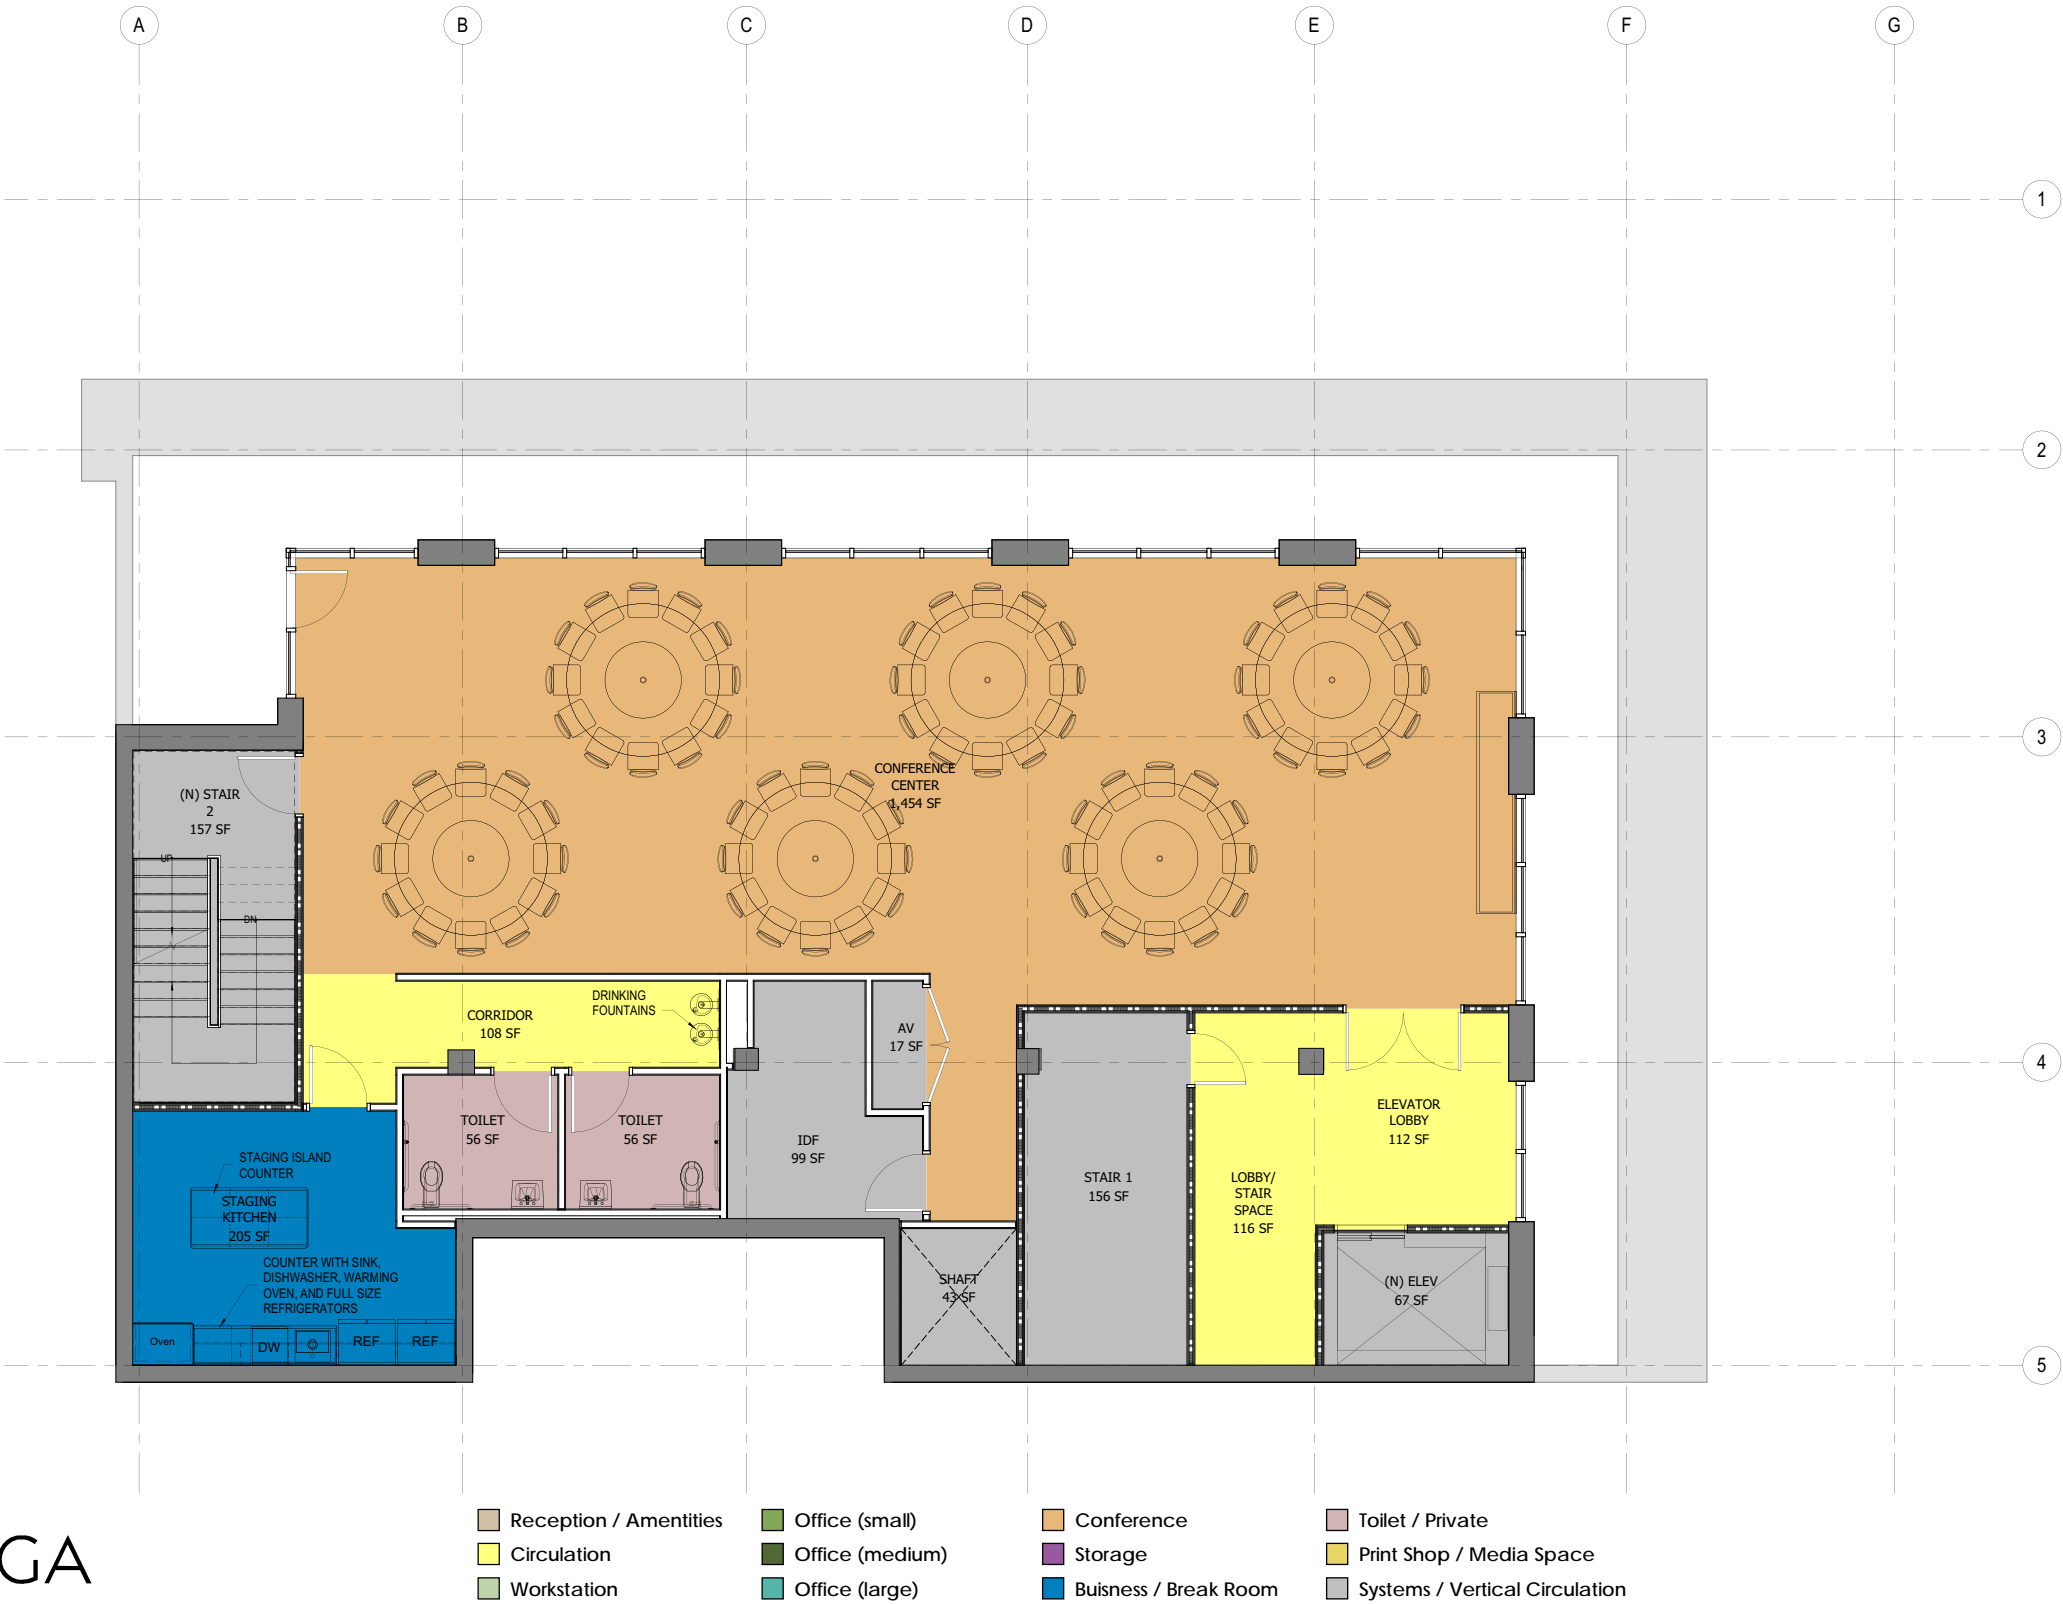 A
B
C
D
E
F
G
1
2
3
4
5
CONFERENCE
CENTER
1,454 SF
(N) STAIR
2
157 SF
UP
DN
CORRIDOR
108 SF
DRINKING
FOUNTAINS
AV
17 SF
TOILET
56 SF
TOILET
56 SF
IDF
99 SF
STAIR 1
156 SF
LOBBY/
STAIR
SPACE
116 SF
ELEVATOR
LOBBY
112 SF
(N) ELEV
67 SF
SHAFT
43 SF
STAGING ISLAND
COUNTER
STAGING
KITCHEN
205 SF
COUNTER WITH SINK,
DISHWASHER, WARMING
OVEN, AND FULL SIZE
REFRIGERATORS
Oven
DW
REF
REF
GA
Reception / Amentities
Circulation
Workstation
Office (small)
Office (medium)
Office (large)
Conference
Storage
Buisness / Break Room
Toilet / Private
Print Shop / Media Space
Systems / Vertical Circulation